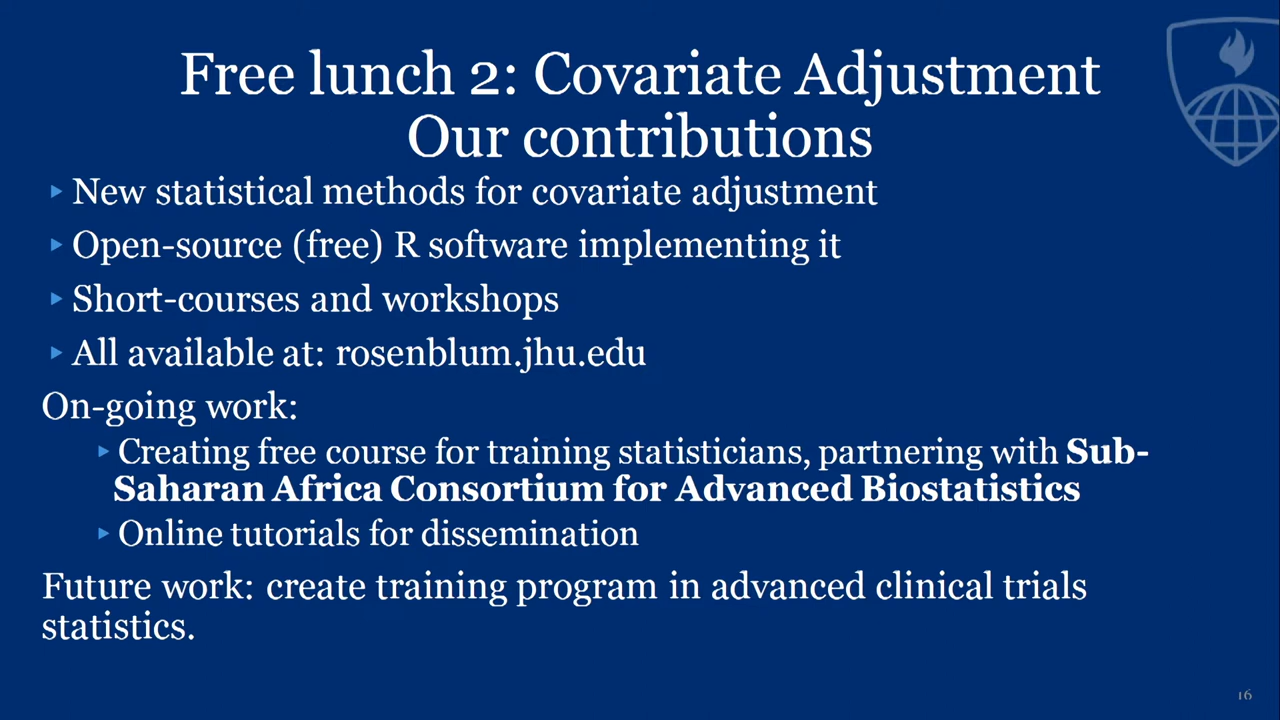 Free lunch 2: Covariate Adjustment
Our contributions
▸ New statistical methods for covariate adjustment
▸ Open-source (free) R software implementing it
▸ Short-courses and workshops
▸ All available at: rosenblum.jhu.edu
On-going work:
▸ Creating free course for training statisticians, partnering with Sub-
Saharan Africa Consortium for Advanced Biostatistics
▸ Online tutorials for dissemination
Future work: create training program in advanced clinical trials
statistics.
16